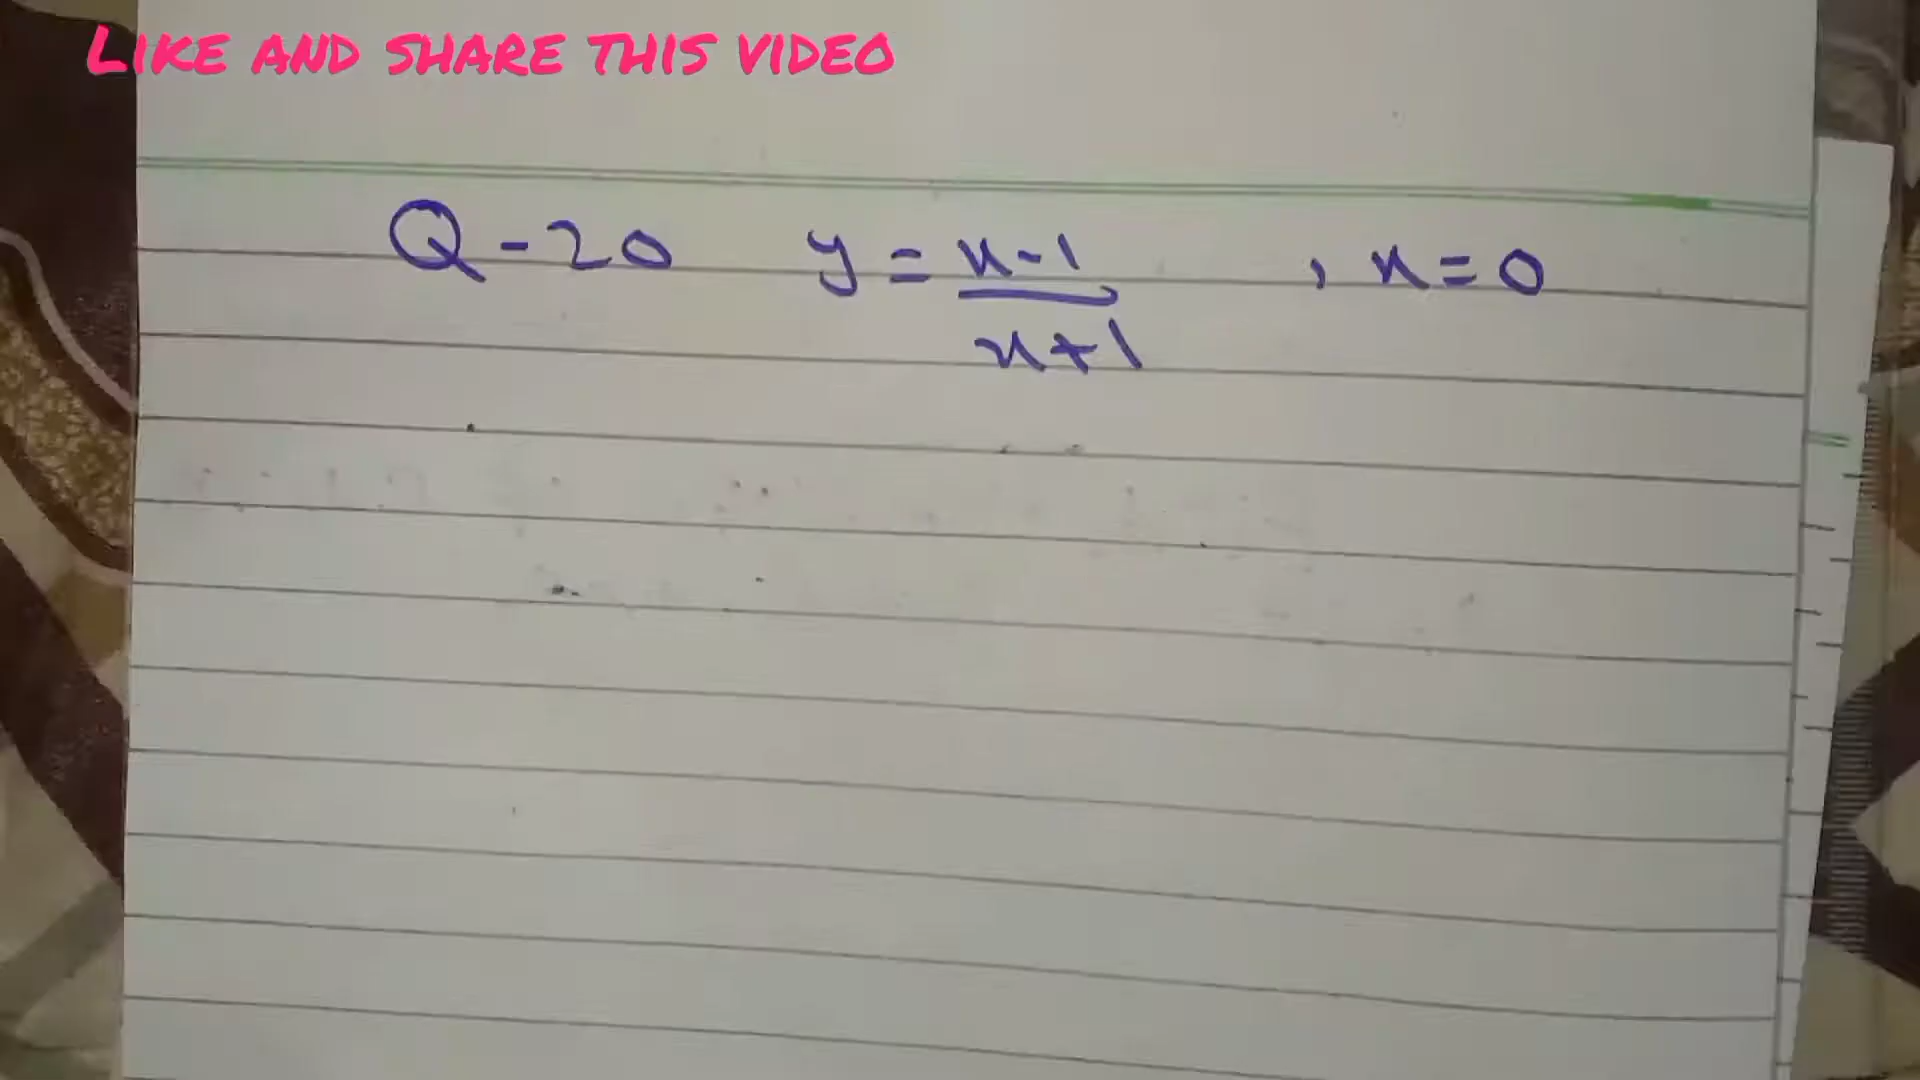 LIKE AND SHARE THIS VIDEO
Q-20 y = x-1 , x=0
x+1